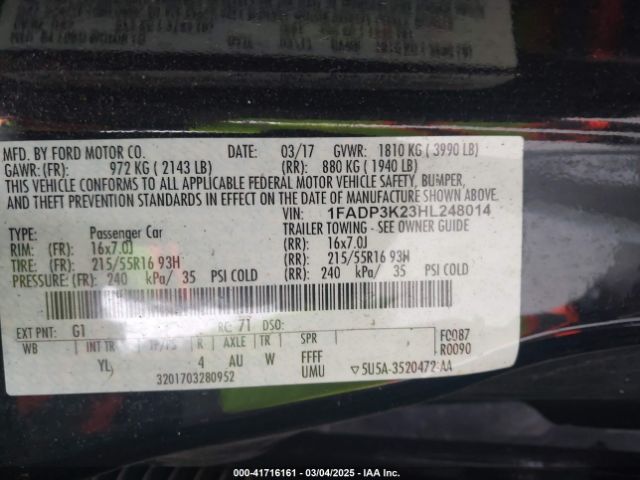 MFD. BY FORD MOTOR CO. DATE: 03/17 GVWR: 1810 KG ( 3990 LB)
GAWR:(FR): 972 KG ( 2143 LB) (RR): 880 KG ( 1940 LB)
THIS VEHICLE CONFORMS TO ALL APPLICABLE FEDERAL MOTOR VEHICLE SAFETY, BUMPER,
AND THEFT PREVENTION STANDARDS IN EFFECT ON THE DATE OF MANUFACTURE SHOWN ABOVE.
VIN: 1FADP3K23HL248014
TYPE: Passenger Car TRAILER TOWING - SEE OWNER GUIDE
RIM: (FR): 16x7.0J (RR): 16x7.0J
TIRE: (FR): 215/55R16 93H (RR): 215/55R16 93H
PRESSURE: (FR): 240 kPa/ 35 PSI COLD (RR): 240 kPa/ 35 PSI COLD
EXT PNT: G1 RC: 71 DSO: FC087
WB INT TR TP/PS R AXLE TR SPR R0090
YL 4 AU W FFFF
3201703280952 UMU 5U5A-3520472-AA
000-41716161 - 03/04/2025 - IAA Inc.